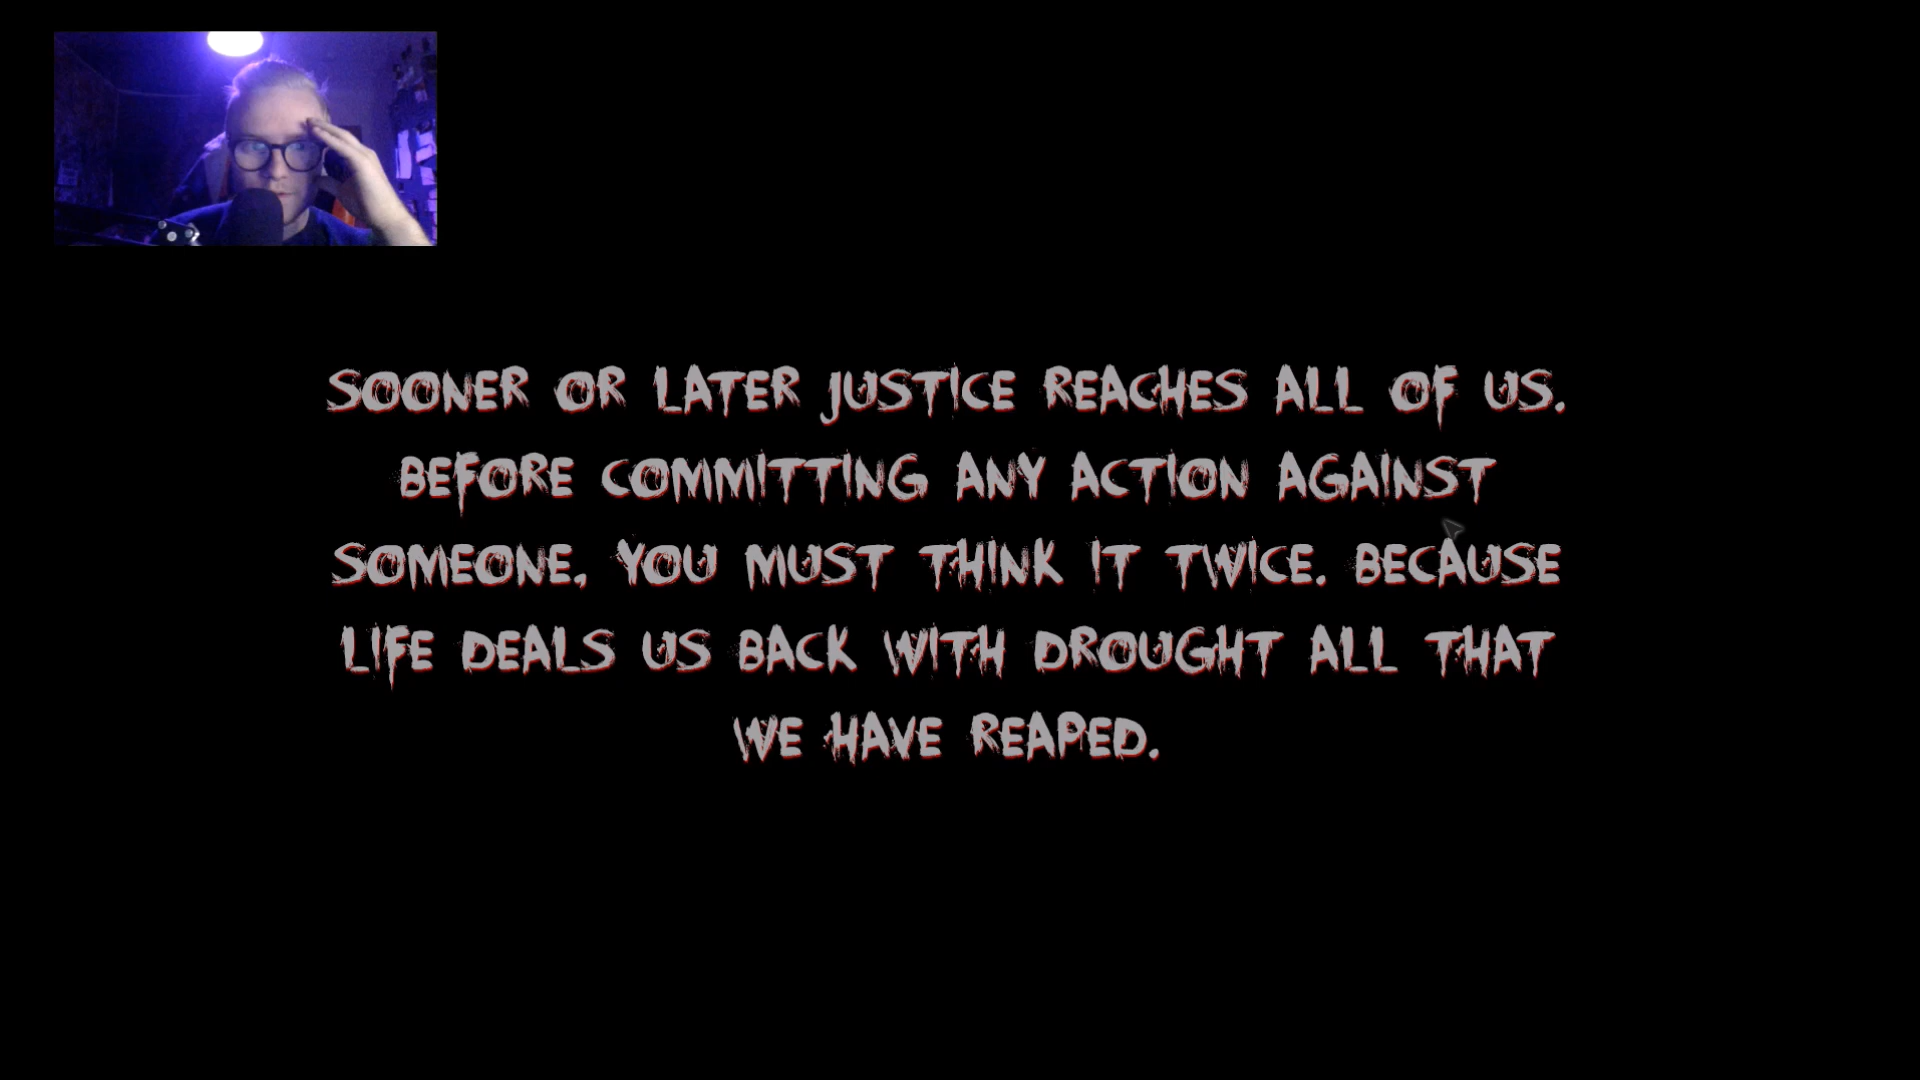 SOONER OR LATER JUSTICE REACHES ALL OF US.
BEFORE COMMITTING ANY ACTION AGAINST
SOMEONE, YOU MUST THINK IT TWICE. BECAUSE
LIFE DEALS US BACK WITH DROUGHT ALL THAT
WE HAVE REAPED.